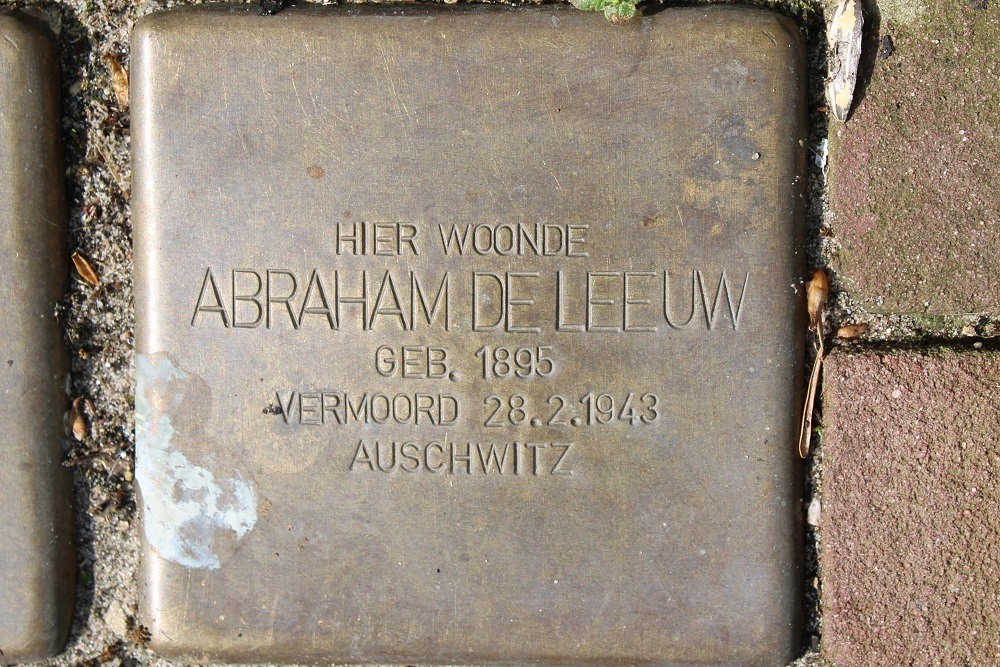 HIER WOONDE
ABRAHAM DE LEEUW
GEB. 1895
VERMOORD 28.2.1943
AUSCHWITZ